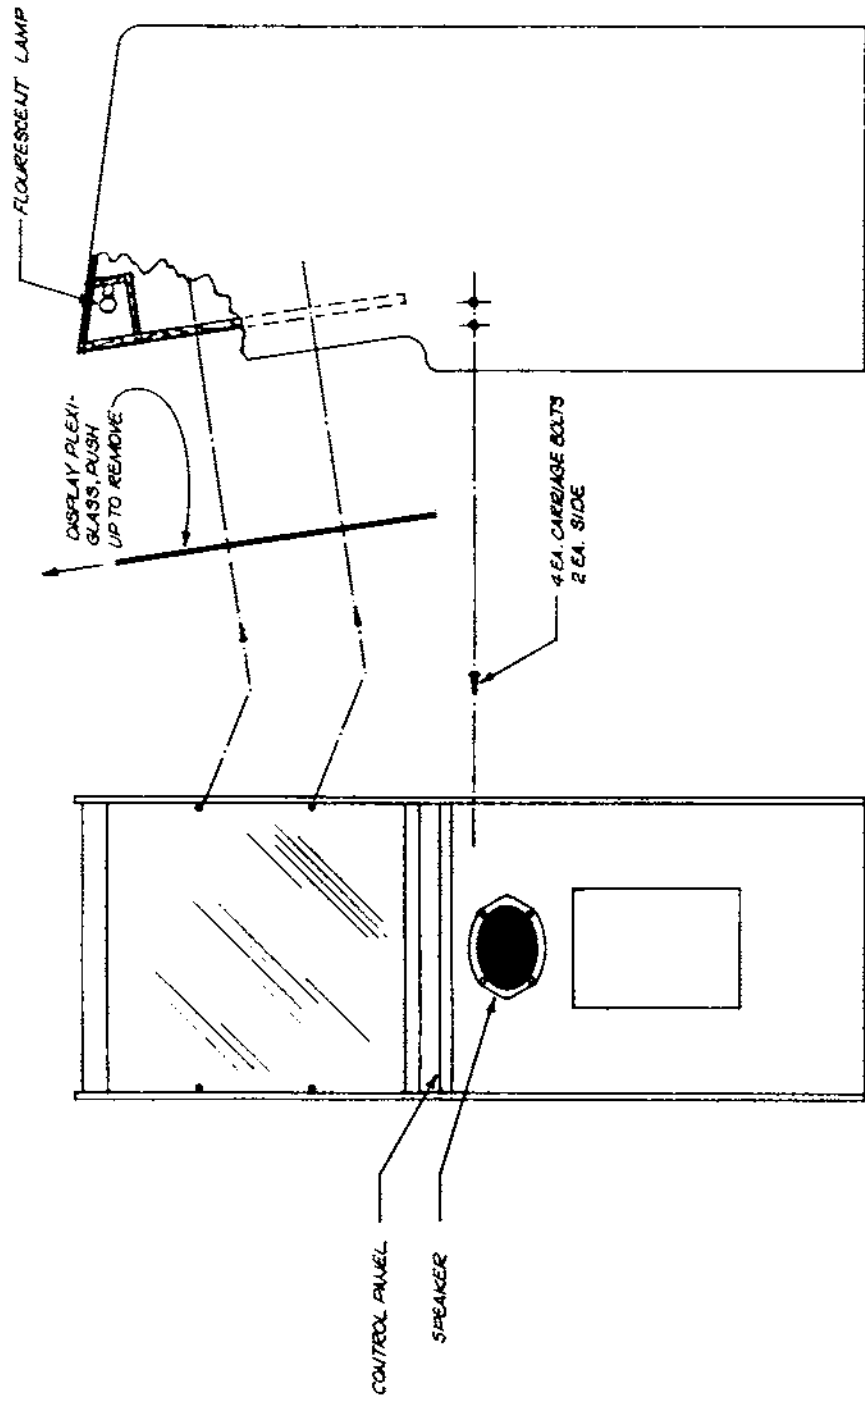 FLOURESCENT LAMP
DISPLAY PLEXI-
GLASS, PUSH
UP TO REMOVE
4 EA. CARRIAGE BOLTS
2 EA. SIDE
CONTROL PANEL
SPEAKER